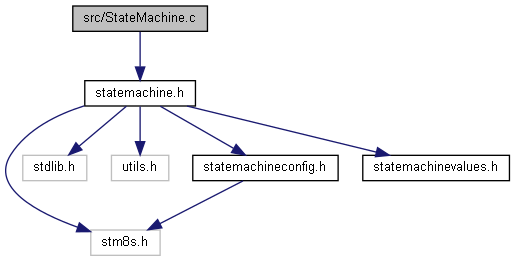 src/StateMachine.c
statemachine.h
stdlib.h
utils.h
statemachineconfig.h
statemachinevalues.h
stm8s.h